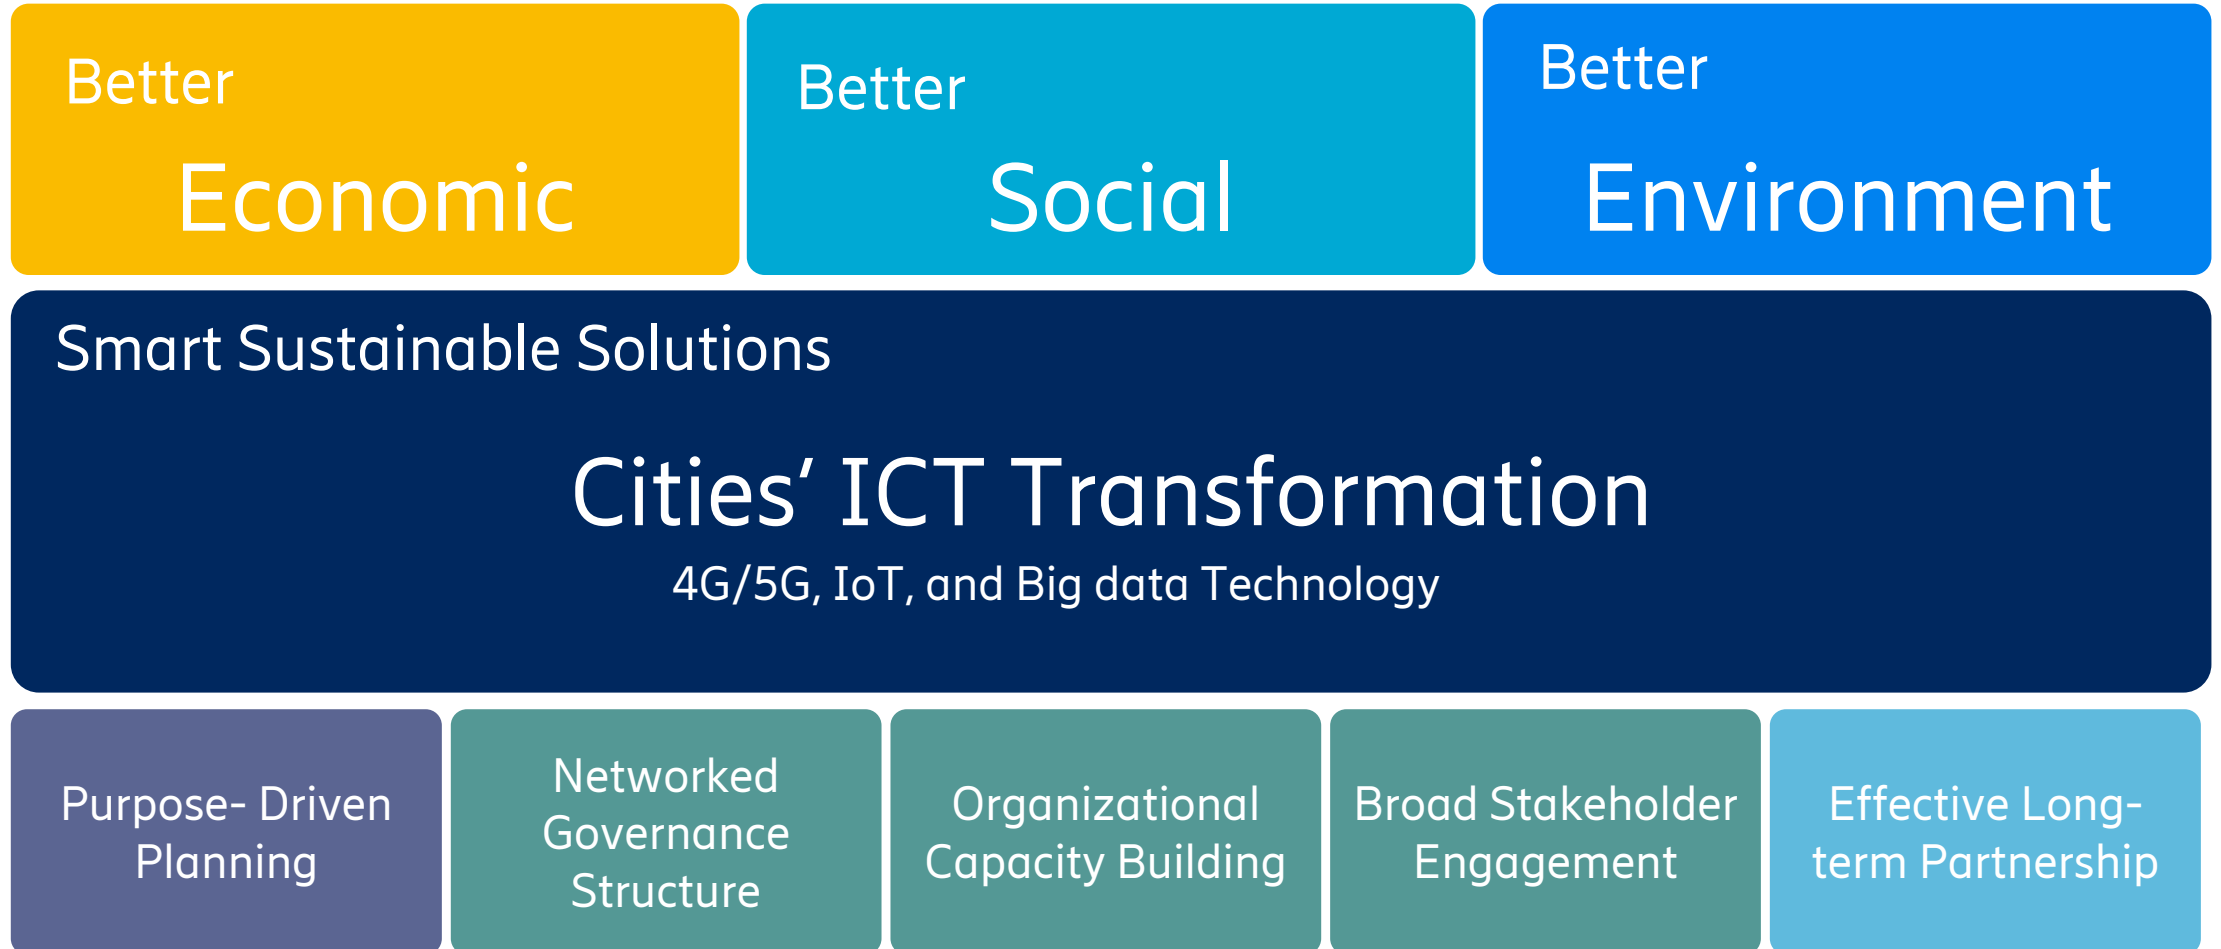 Better
Economic
Better
Social
Better
Environment
Smart Sustainable Solutions
Cities’ ICT Transformation
4G/5G, IoT, and Big data Technology
Purpose- Driven
Planning
Networked
Governance
Structure
Organizational
Capacity Building
Broad Stakeholder
Engagement
Effective Long-
term Partnership